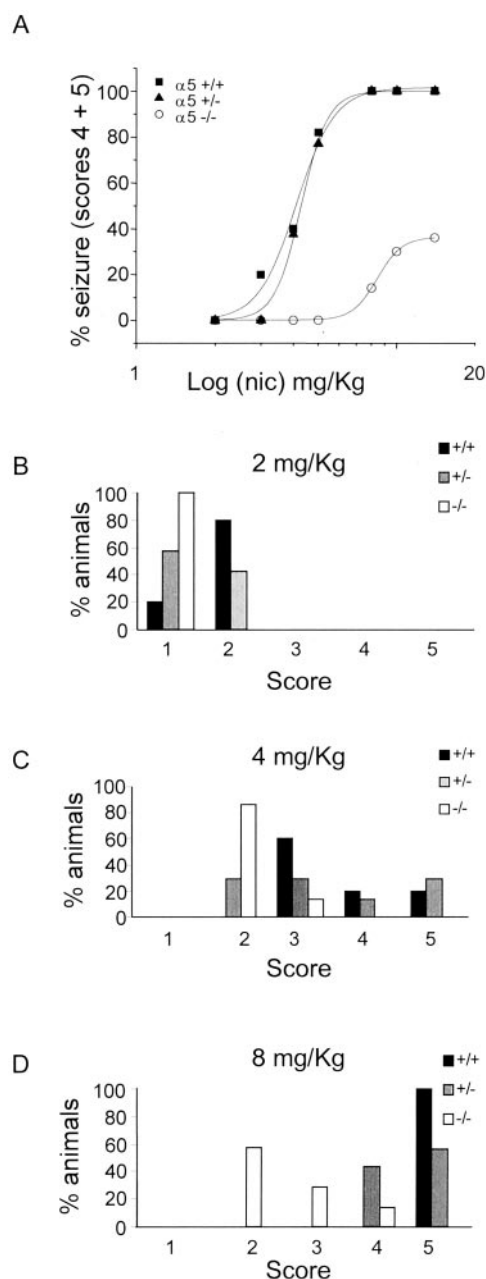 A
% seizure (scores 4 + 5)
100
80
60
40
20
0
α5 +/+
α5 +/-
α5 -/-
1
20
Log (nic) mg/Kg
B
2 mg/Kg
+/+
+/-
-/-
% animals
100
80
60
40
20
0
1 2 3 4 5
Score
C
4 mg/Kg
+/+
+/-
-/-
% animals
100
80
60
40
20
0
1 2 3 4 5
Score
D
8 mg/Kg
+/+
+/-
-/-
% animals
100
80
60
40
20
0
1 2 3 4 5
Score